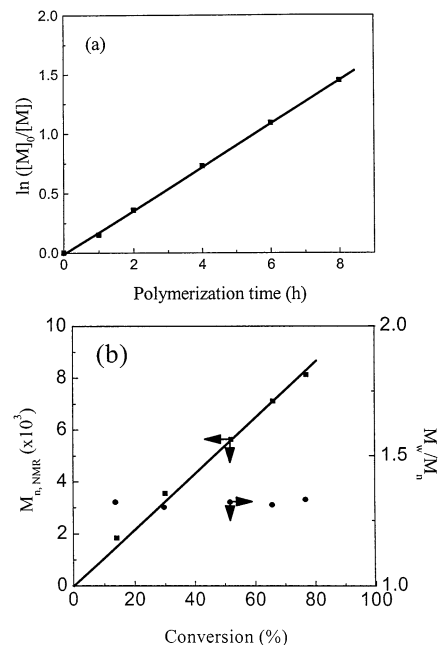 2.0
(a)
1.5
1.0
0.5
0.0
ln ([M]0/[M])
0 2 4 6 8
Polymerization time (h)
10 2.0
(b)
8
6 1.5
4
2
0 1.0
Mn, NMR (x10³)
Mw/Mn
0 20 40 60 80 100
Conversion (%)